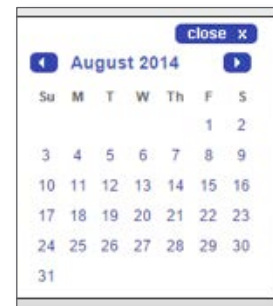 close x
August 2014
Su M T W Th F S
1 2
3 4 5 6 7 8 9
10 11 12 13 14 15 16
17 18 19 20 21 22 23
24 25 26 27 28 29 30
31